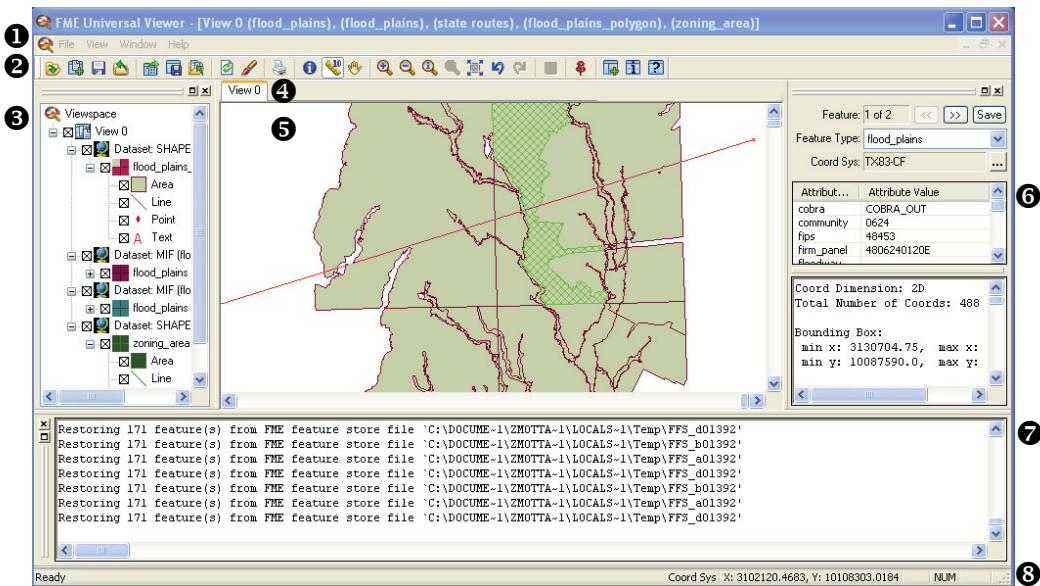 FME Universal Viewer - [View 0 (flood_plains), (flood_plains), (state routes), (flood_plains_polygon), (zoning_area)]
1
File View Window Help
2
3
Viewspace
View 0
Dataset: SHAPE
flood_plains_
Area
Line
Point
A Text
Dataset: MIF (flo
flood_plains
Dataset: MIF (flo
flood_plains
Dataset: SHAPE
zoning_area
Area
Line
View 0
4
5
Feature: 1 of 2 << >> Save
Feature Type: flood_plains
Coord Sys: TX83-CF ...
6
Attribut... Attribute Value
cobra COBRA_OUT
community 0624
fips 48453
firm_panel 4806240120E
floodway
Coord Dimension: 2D
Total Number of Coords: 488
Bounding Box:
min x: 3130704.75, max x:
min y: 10087590.0, max y:
7
Restoring 171 feature(s) from FME feature store file `C:\DOCUME~1\ZMOTTA~1\LOCALS~1\Temp\FFS_d01392'
Restoring 171 feature(s) from FME feature store file `C:\DOCUME~1\ZMOTTA~1\LOCALS~1\Temp\FFS_b01392'
Restoring 171 feature(s) from FME feature store file `C:\DOCUME~1\ZMOTTA~1\LOCALS~1\Temp\FFS_a01392'
Restoring 171 feature(s) from FME feature store file `C:\DOCUME~1\ZMOTTA~1\LOCALS~1\Temp\FFS_d01392'
Restoring 171 feature(s) from FME feature store file `C:\DOCUME~1\ZMOTTA~1\LOCALS~1\Temp\FFS_b01392'
Restoring 171 feature(s) from FME feature store file `C:\DOCUME~1\ZMOTTA~1\LOCALS~1\Temp\FFS_a01392'
Restoring 171 feature(s) from FME feature store file `C:\DOCUME~1\ZMOTTA~1\LOCALS~1\Temp\FFS_d01392'
Ready Coord Sys X: 3102120.4683, Y: 10108303.0184 NUM
8